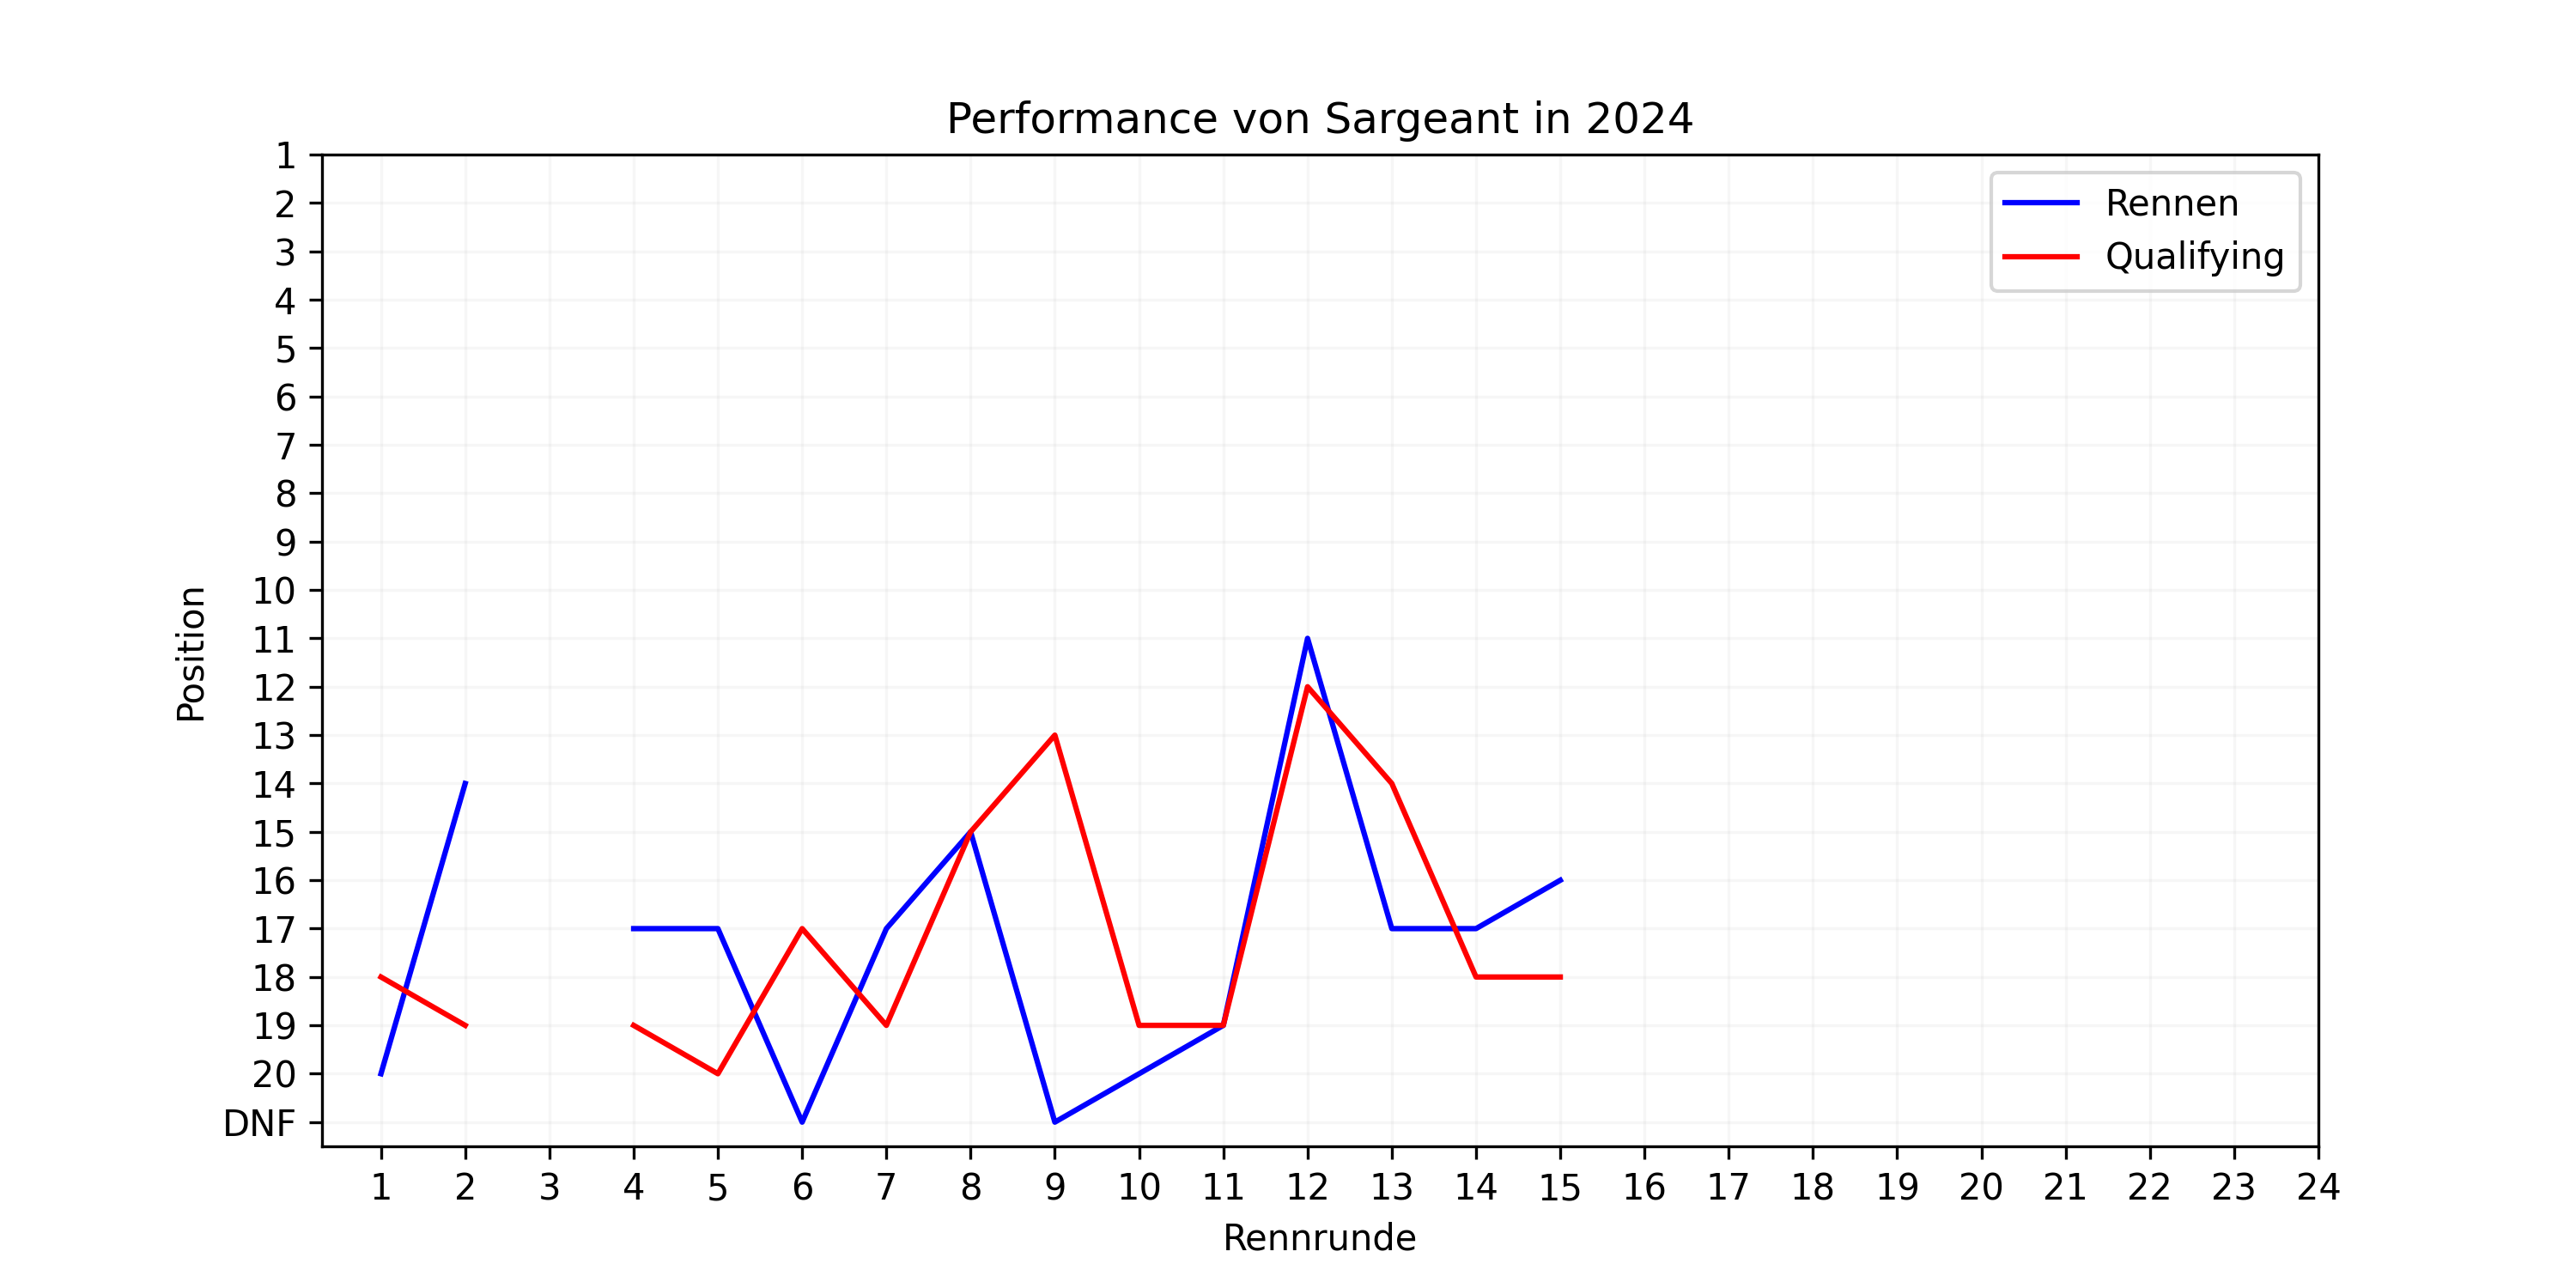 Performance von Sargeant in 2024
Rennen
Qualifying
Position
1
2
3
4
5
6
7
8
9
10
11
12
13
14
15
16
17
18
19
20
DNF
1 2 3 4 5 6 7 8 9 10 11 12 13 14 15 16 17 18 19 20 21 22 23 24
Rennrunde